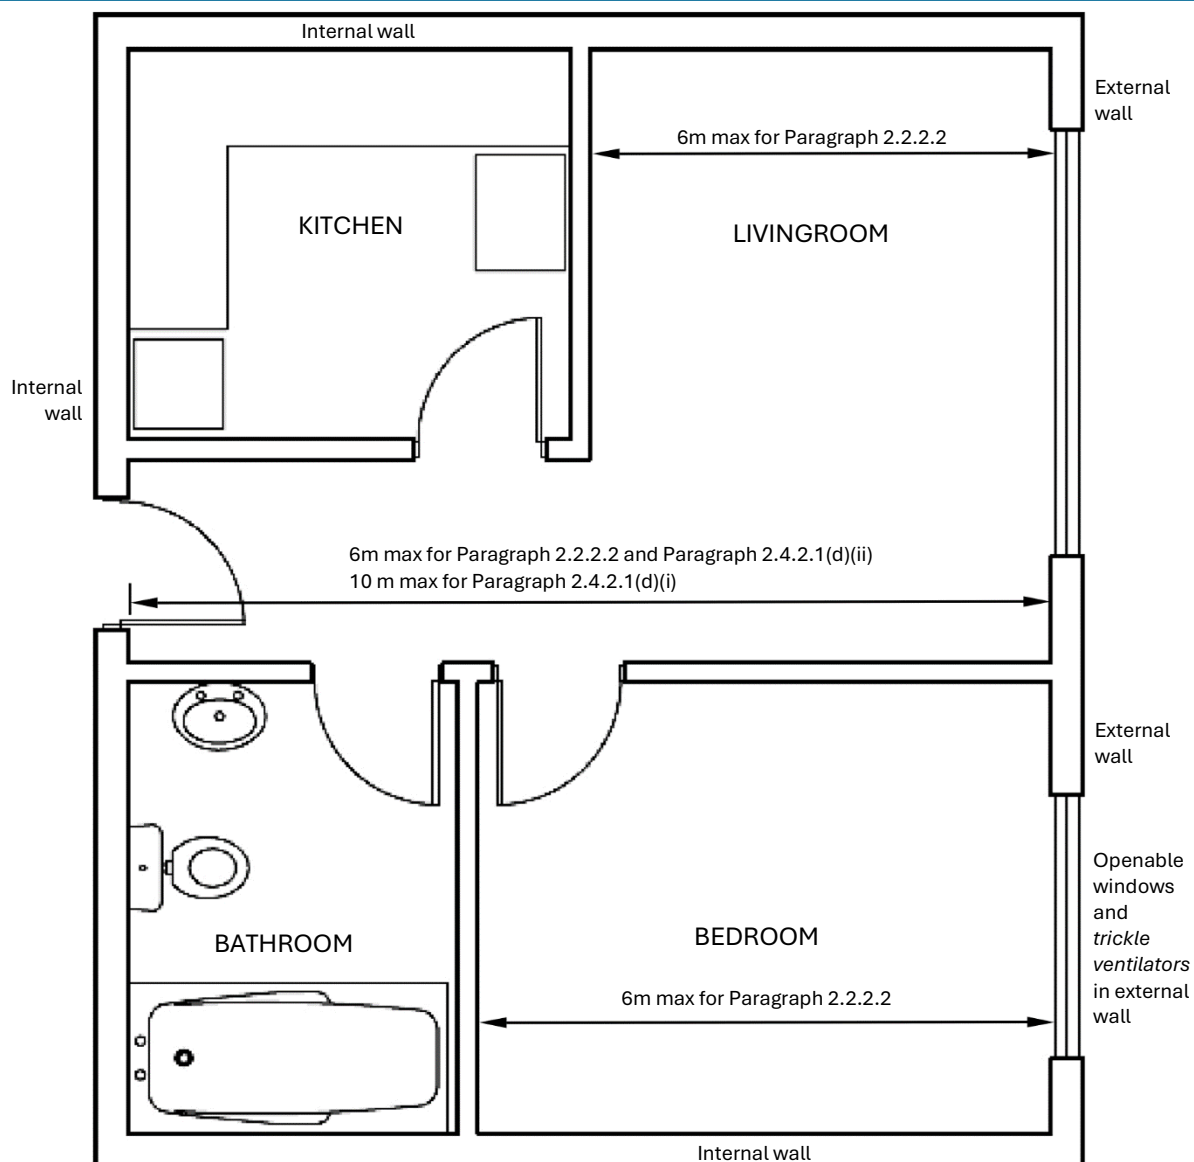 Internal wall
External
wall
6m max for Paragraph 2.2.2.2
KITCHEN
LIVINGROOM
Internal
wall
6m max for Paragraph 2.2.2.2 and Paragraph 2.4.2.1(d)(ii)
10 m max for Paragraph 2.4.2.1(d)(i)
External
wall
Openable
windows
and
trickle
ventilators
in external
wall
BATHROOM
BEDROOM
6m max for Paragraph 2.2.2.2
Internal wall